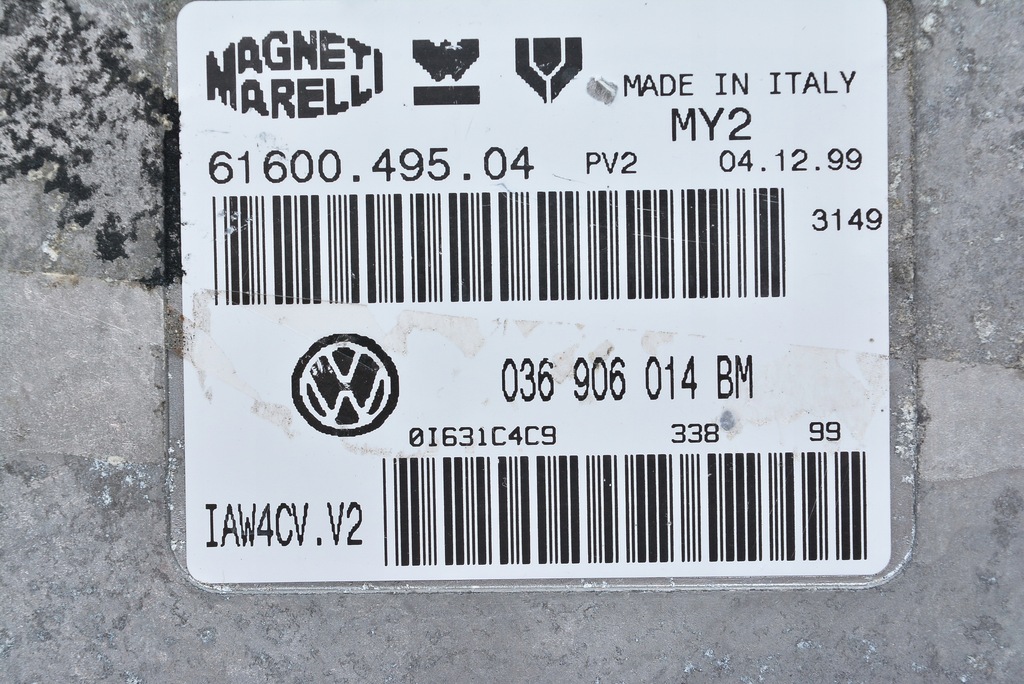 MAGNETI
MARELLI
MADE IN ITALY
MY2
61600.495.04 PV2 04.12.99
3149
VW
036 906 014 BM
0I631C4C9 338 99
IAW4CV.V2